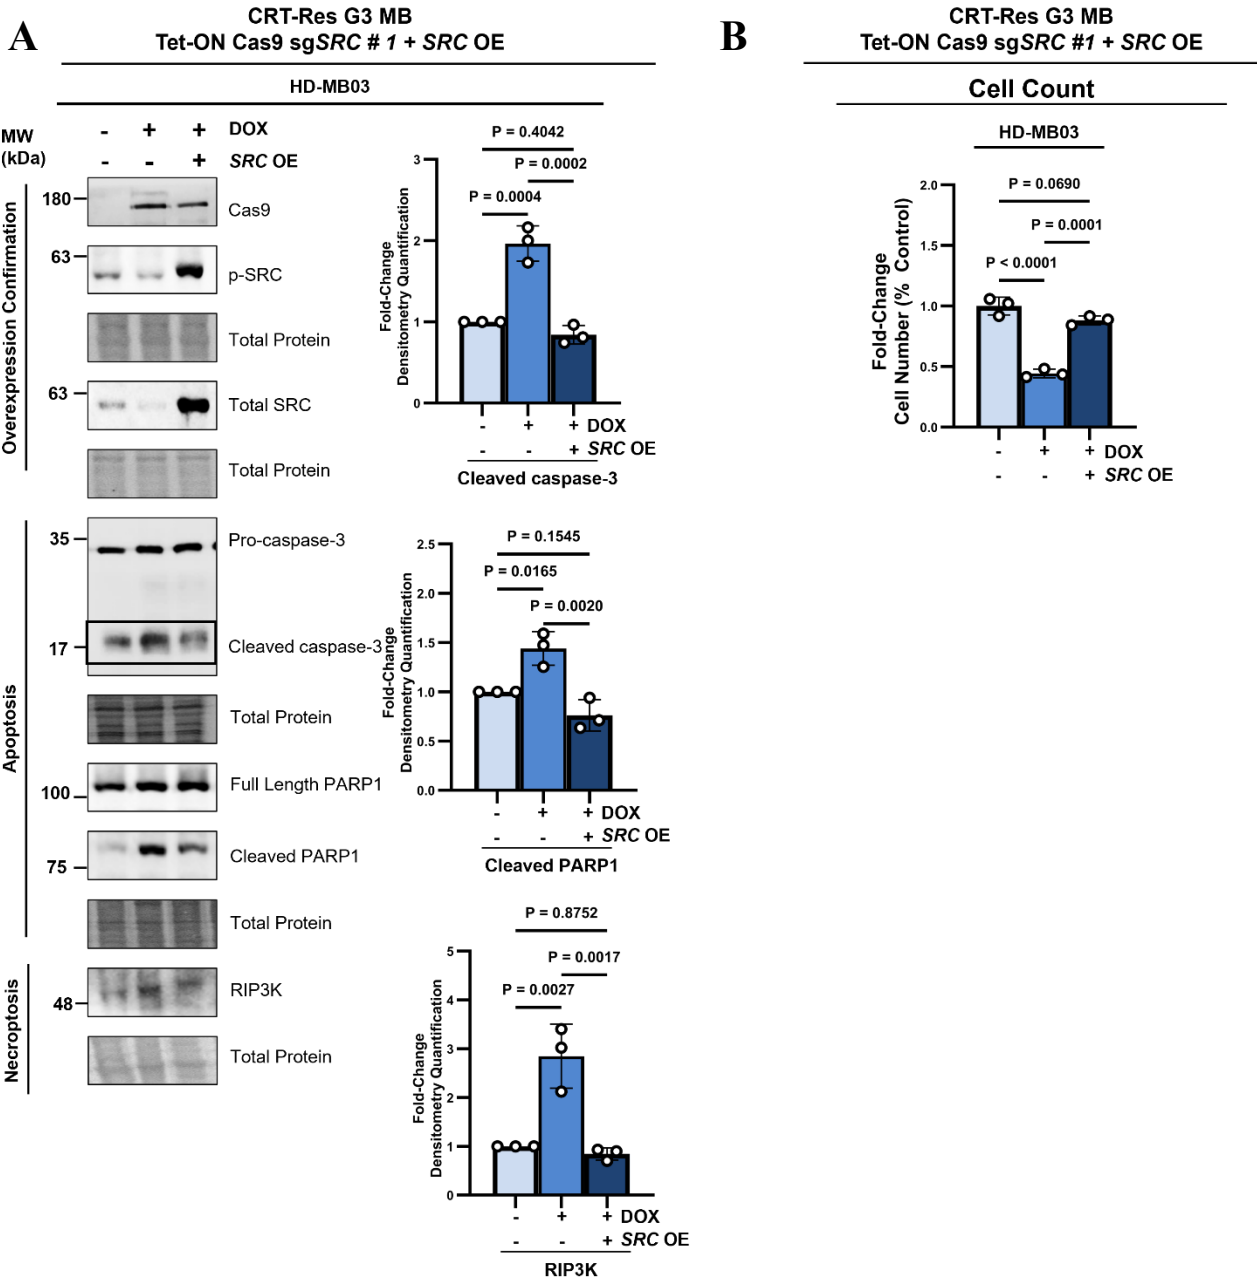 A
CRT-Res G3 MB
Tet-ON Cas9 sgSRC # 1 + SRC OE
HD-MB03
MW
(kDa)
- + + DOX
- - + SRC OE
Overexpression Confirmation
180
Cas9
63
p-SRC
Total Protein
63
Total SRC
Total Protein
Apoptosis
35
Pro-caspase-3
17
Cleaved caspase-3
Total Protein
100
Full Length PARP1
75
Cleaved PARP1
Total Protein
Necroptosis
48
RIP3K
Total Protein
P = 0.4042
P = 0.0002
P = 0.0004
Fold-Change
Densitometry Quantification
3
2
1
0
- + + DOX
- - + SRC OE
Cleaved caspase-3
P = 0.1545
P = 0.0165
P = 0.0020
Fold-Change
Densitometry Quantification
2.5
2.0
1.5
1.0
0.5
0.0
- + + DOX
- - + SRC OE
Cleaved PARP1
P = 0.8752
P = 0.0017
P = 0.0027
Fold-Change
Densitometry Quantification
5
4
3
2
1
0
- + + DOX
- - + SRC OE
RIP3K
B
CRT-Res G3 MB
Tet-ON Cas9 sgSRC #1 + SRC OE
Cell Count
HD-MB03
P = 0.0690
P = 0.0001
P < 0.0001
Fold-Change
Cell Number (% Control)
2.0
1.5
1.0
0.5
0.0
- + + DOX
- - + SRC OE